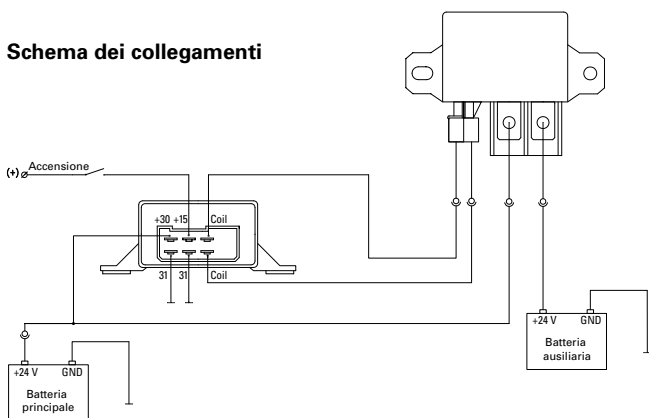 Schema dei collegamenti
(+) Accensione
+30 +15 Coil
31 31 Coil
+24 V GND
Batteria
ausiliaria
+24 V GND
Batteria
principale